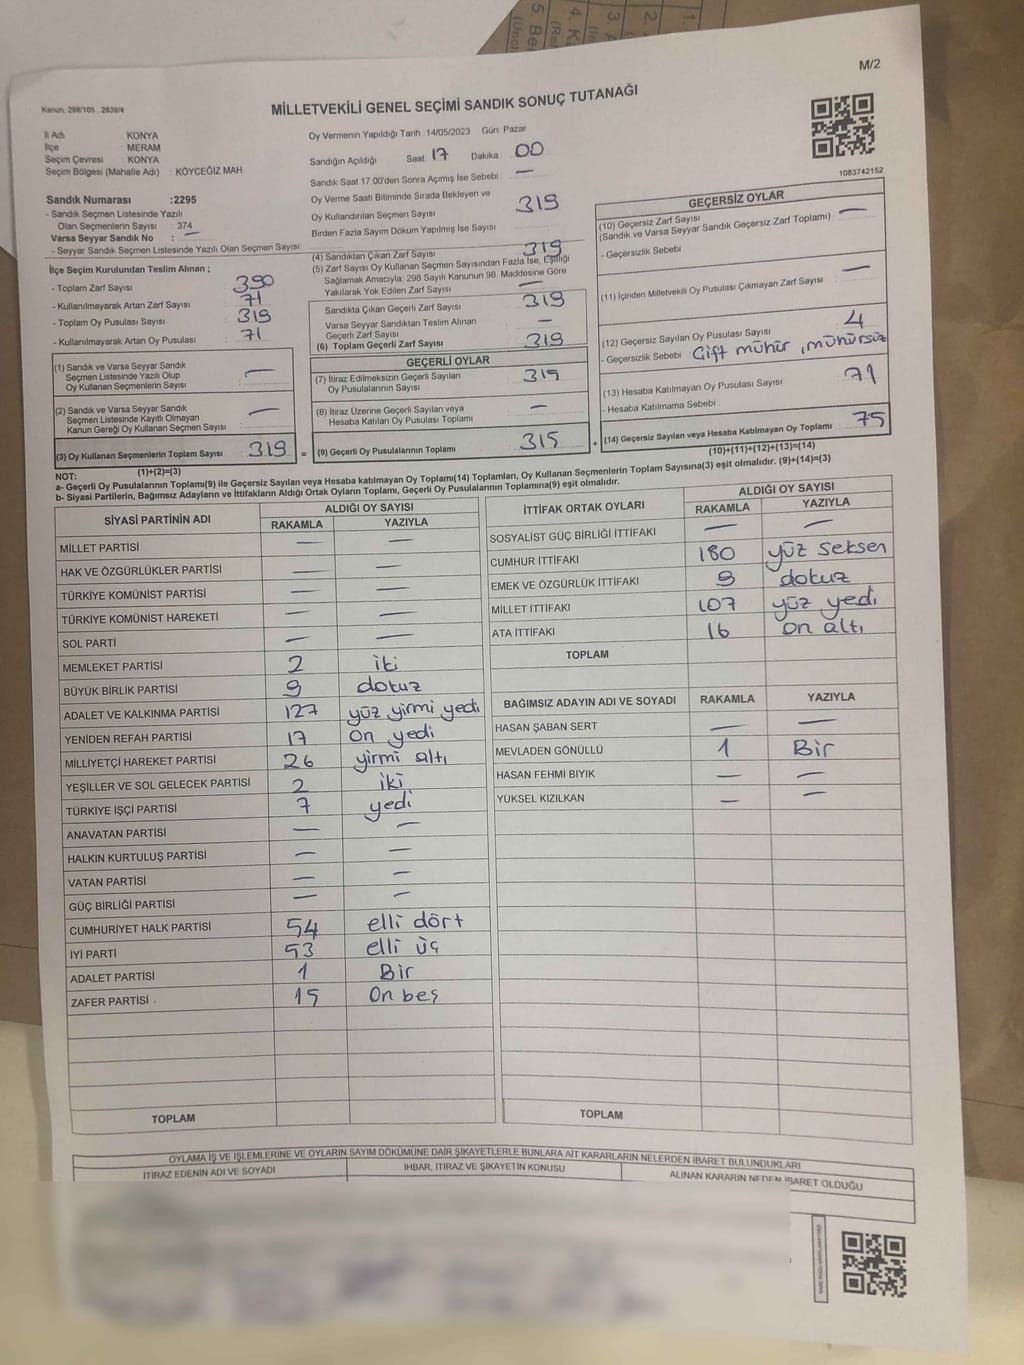 M/2
Kanun: 298/105 , 2839/4
MİLLETVEKİLİ GENEL SEÇİMİ SANDIK SONUÇ TUTANAĞI
1083742152
İl Adı : KONYA
İlçe : MERAM
Seçim Çevresi : KONYA
Seçim Bölgesi (Mahalle Adı) : KÖYCEĞİZ MAH
Sandık Numarası :2295
- Sandık Seçmen Listesinde Yazılı
Olan Seçmenlerin Sayısı : 374
Varsa Seyyar Sandık No : —
- Seyyar Sandık Seçmen Listesinde Yazılı Olan Seçmen Sayısı
Oy Vermenin Yapıldığı Tarih :14/05/2023 Gün: Pazar
Sandığın Açıldığı Saat 17 Dakika 00
Sandık Saat 17:00'den Sonra Açımış İse Sebebi —
Oy Verme Saati Bitiminde Sırada Bekleyen ve
Oy Kullandırılan Seçmen Sayısı 319
Birden Fazla Sayım Döküm Yapılmış İse Sayısı
İlçe Seçim Kurulundan Teslim Alınan ;
- Toplam Zarf Sayısı 390
- Kullanılmayarak Artan Zarf Sayısı 71
- Toplam Oy Pusulası Sayısı 319
- Kullanılmayarak Artan Oy Pusulası 71
(1) Sandık ve Varsa Seyyar Sandık
Seçmen Listesinde Yazılı Olup
Oy Kullanan Seçmenlerin Sayısı —
(2) Sandık ve Varsa Seyyar Sandık
Seçmen Listesinde Kayıtlı Olmayan
Kanun Gereği Oy Kullanan Seçmen Sayısı —
(3) Oy Kullanan Seçmenlerin Toplam Sayısı 319 =
(1)+(2)=(3)
(4) Sandıktan Çıkan Zarf Sayısı 319
(5) Zarf Sayısı Oy Kullanan Seçmen Sayısından Fazla İse, Eşitliği
Sağlamak Amacıyla; 298 Sayılı Kanunun 98. Maddesine Göre
Yakılarak Yok Edilen Zarf Sayısı —
Sandıkta Çıkan Geçerli Zarf Sayısı 319
Varsa Seyyar Sandıktan Teslim Alınan
Geçerli Zarf Sayısı —
(6) Toplam Geçerli Zarf Sayısı 319
GEÇERLİ OYLAR
(7) İtiraz Edilmeksizin Geçerli Sayılan
Oy Pusulalarının Sayısı 315
(8) İtiraz Üzerine Geçerli Sayılan veya
Hesaba Katılan Oy Pusulası Toplamı —
(9) Geçerli Oy Pusulalarının Toplamı 315 +
GEÇERSİZ OYLAR
(10) Geçersiz Zarf Sayısı —
(Sandık ve Varsa Seyyar Sandık Geçersiz Zarf Toplamı)
- Geçersizlik Sebebi
(11) İçinden Milletvekili Oy Pusulası Çıkmayan Zarf Sayısı —
(12) Geçersiz Sayılan Oy Pusulası Sayısı 4
- Geçersizlik Sebebi Çift mühür , mühürsüz
(13) Hesaba Katılmayan Oy Pusulası Sayısı 71
- Hesaba Katılmama Sebebi
(14) Geçersiz Sayılan veya Hesaba Katılmayan Oy Toplamı : 75
(10)+(11)+(12)+(13)=(14)
NOT:
a- Geçerli Oy Pusulalarının Toplamı(9) ile Geçersiz Sayılan veya Hesaba katılmayan Oy Toplam(14) Toplamları, Oy Kullanan Seçmenlerin Toplam Sayısına(3) eşit olmalıdır. (9)+(14)=(3)
b- Siyasi Partilerin, Bağımsız Adayların ve İttifakların Aldığı Ortak Oyların Toplamı, Geçerli Oy Pusulalarının Toplamına(9) eşit olmalıdır.
SİYASİ PARTİNİN ADI ALDIĞI OY SAYISI
RAKAMLA YAZIYLA
MİLLET PARTİSİ — —
HAK VE ÖZGÜRLÜKLER PARTİSİ — —
TÜRKİYE KOMÜNİST PARTİSİ — —
TÜRKİYE KOMÜNİST HAREKETİ — —
SOL PARTİ — —
MEMLEKET PARTİSİ 2 iki
BÜYÜK BİRLİK PARTİSİ 9 dokuz
ADALET VE KALKINMA PARTİSİ 127 yüz yirmi yedi
YENİDEN REFAH PARTİSİ 17 on yedi
MİLLİYETÇİ HAREKET PARTİSİ 26 yirmi altı
YEŞİLLER VE SOL GELECEK PARTİSİ 2 iki
TÜRKİYE İŞÇİ PARTİSİ 7 yedi
ANAVATAN PARTİSİ — —
HALKIN KURTULUŞ PARTİSİ — —
VATAN PARTİSİ — —
GÜÇ BİRLİĞİ PARTİSİ — —
CUMHURİYET HALK PARTİSİ 54 elli dört
İYİ PARTİ 53 elli üç
ADALET PARTİSİ 1 Bir
ZAFER PARTİSİ . 15 On beş
TOPLAM
İTTİFAK ORTAK OYLARI ALDIĞI OY SAYISI
RAKAMLA YAZIYLA
SOSYALİST GÜÇ BİRLİĞİ İTTİFAKI — —
CUMHUR İTTİFAKI 180 yüz seksen
EMEK VE ÖZGÜRLÜK İTTİFAKI 9 dokuz
MİLLET İTTİFAKI 107 yüz yedi
ATA İTTİFAKI 16 on altı
TOPLAM
BAĞIMSIZ ADAYIN ADI VE SOYADI RAKAMLA YAZIYLA
HASAN ŞABAN SERT — —
MEVLADEN GÖNÜLLÜ 1 Bir
HASAN FEHMİ BIYIK — —
YÜKSEL KIZILKAN — —
TOPLAM
OYLAMA İŞ VE İŞLEMLERİNE VE OYLARIN SAYIM DÖKÜMÜNE DAİR ŞİKAYETLERLE BUNLARA AİT KARARLARIN NELERDEN İBARET BULUNDUKLARI
İTİRAZ EDENİN ADI VE SOYADI İHBAR, İTİRAZ VE ŞİKAYETİN KONUSU ALINAN KARARIN NEDEN İBARET OLDUĞU